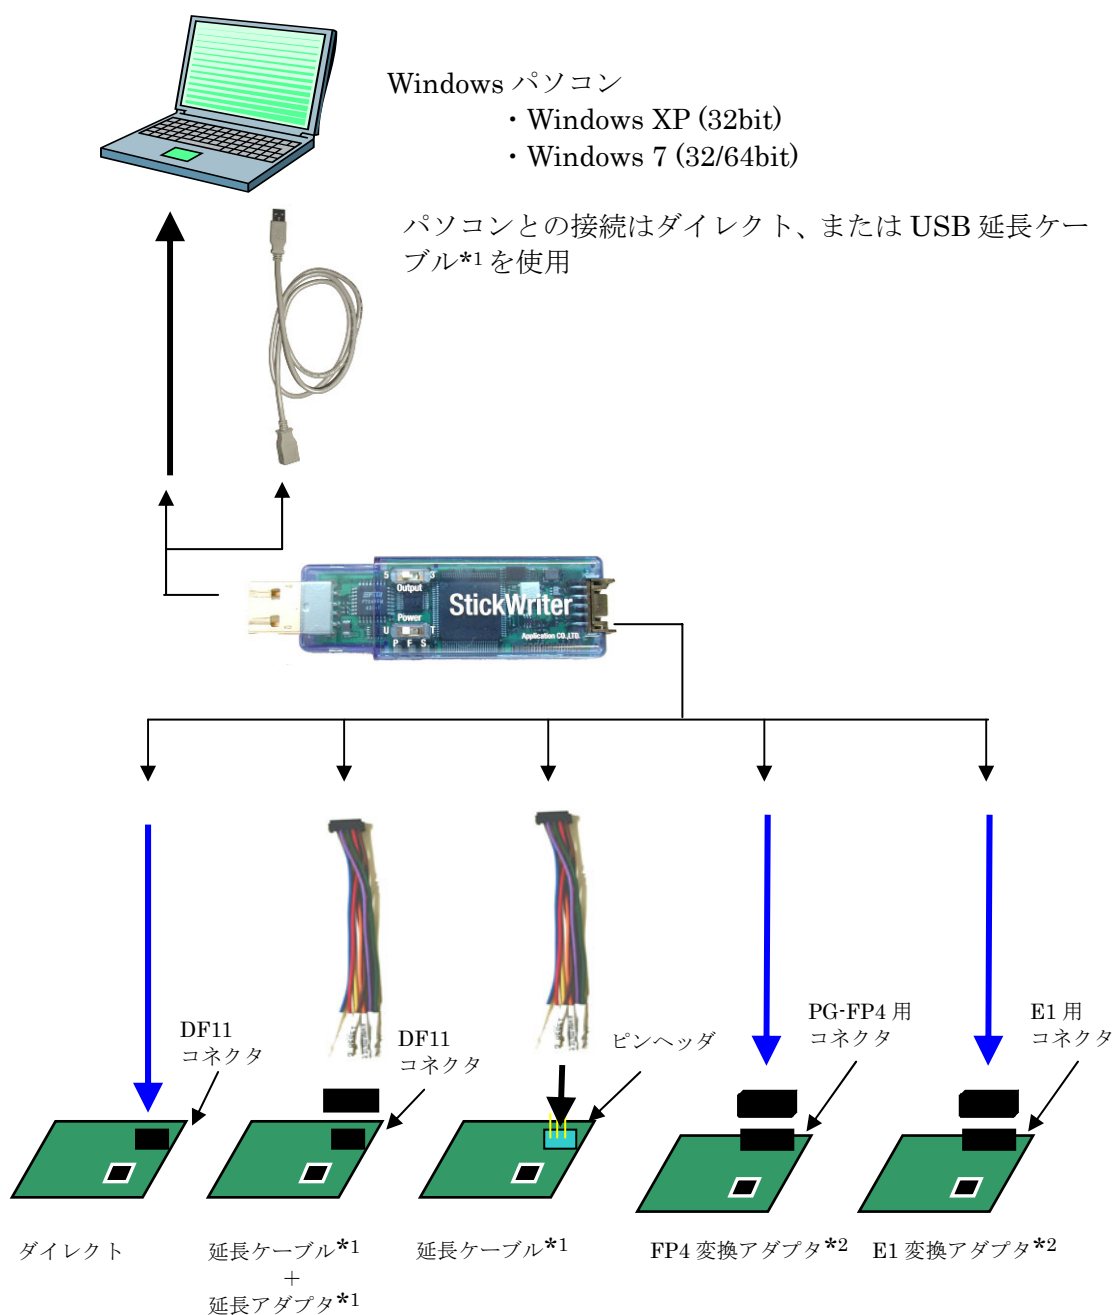 Windows パソコン
・Windows XP (32bit)
・Windows 7 (32/64bit)
パソコンとの接続はダイレクト、または USB 延長ケー
ブル*1 を使用
5 3
Output
StickWriter
Power
U T
P F S
Application CO.,LTD.
DF11
コネクタ
DF11
コネクタ
ピンヘッダ
PG-FP4 用
コネクタ
E1 用
コネクタ
ダイレクト
延長ケーブル*1
+
延長アダプタ*1
延長ケーブル*1
FP4 変換アダプタ*2
E1 変換アダプタ*2